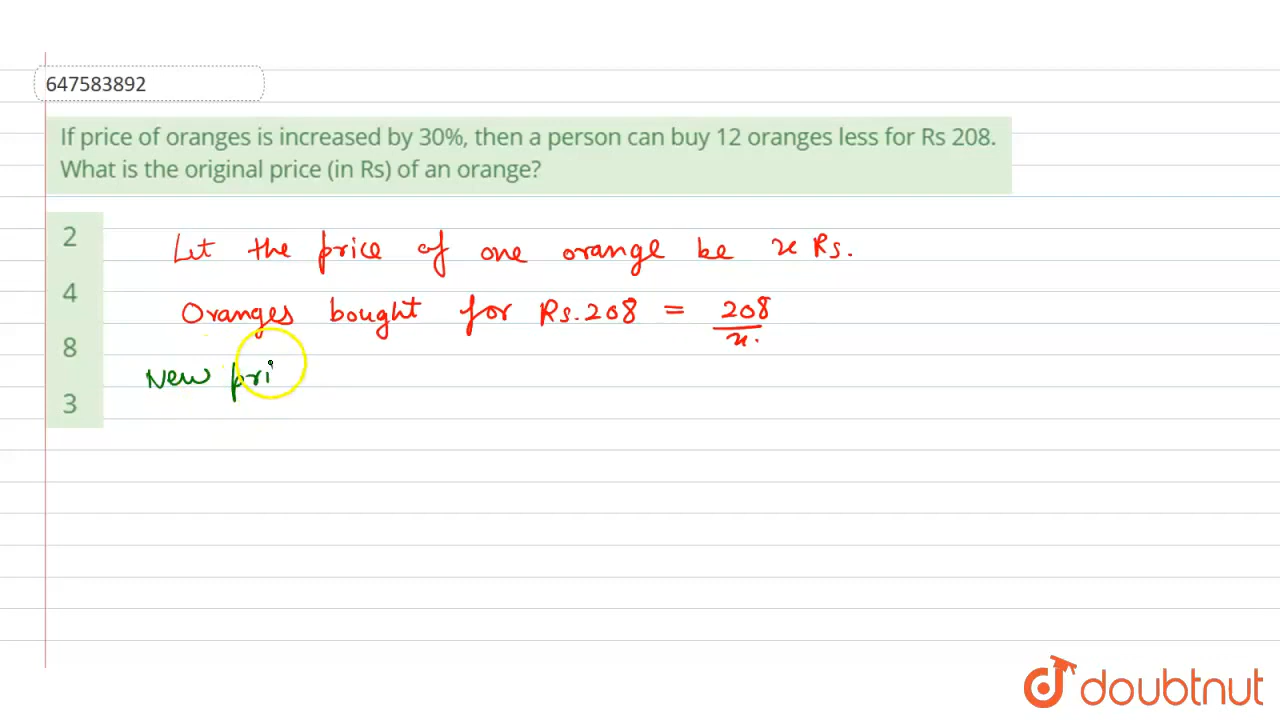 647583892
If price of oranges is increased by 30%, then a person can buy 12 oranges less for Rs 208.
What is the original price (in Rs) of an orange?
2
Let the price of one orange be x Rs.
4
Oranges bought for Rs.208 = 208/x.
8
New pri
3
doubtnut